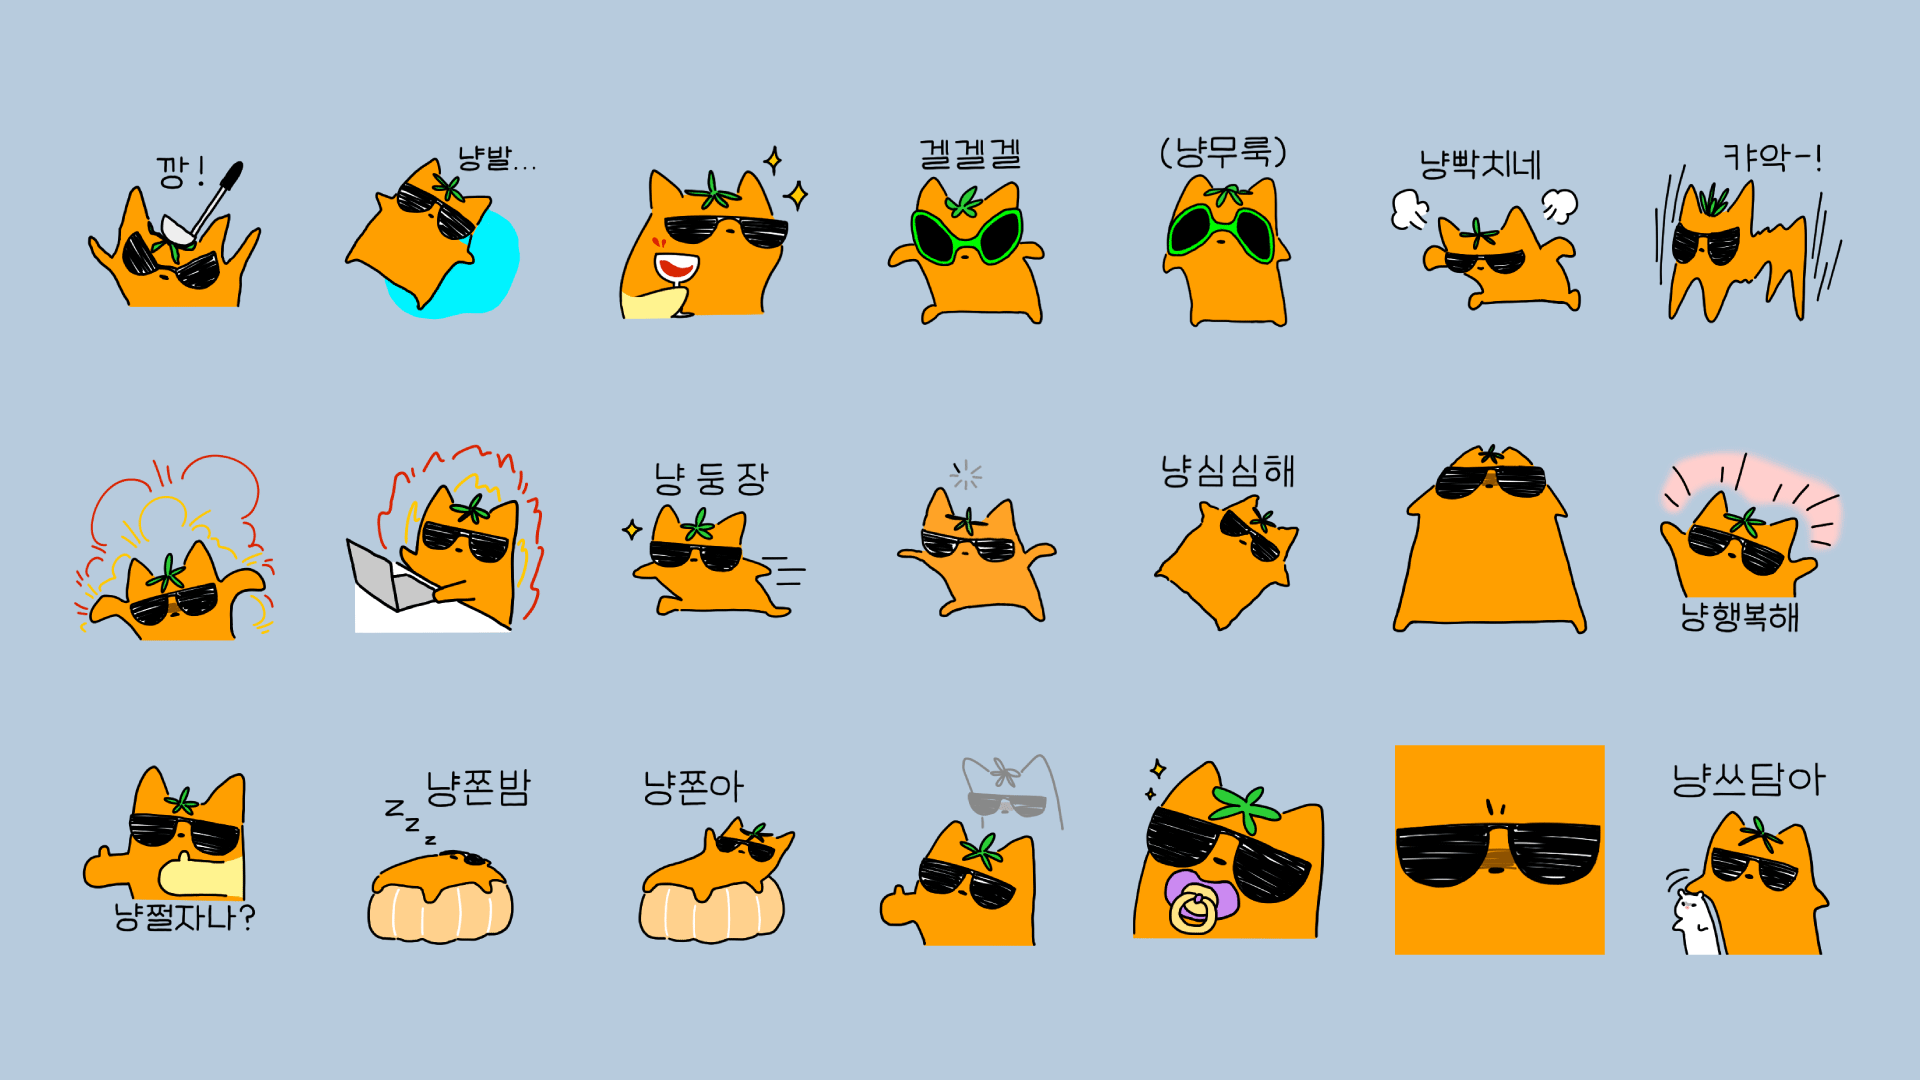 깡!
냥발...
겔겔겔
(냥무룩)
냥빡치네
캬악-!
냥 둥 장
냥심심해
냥행복해
냥쩔자나?
z z z
냥쫀밤
냥쫀아
냥쓰담아